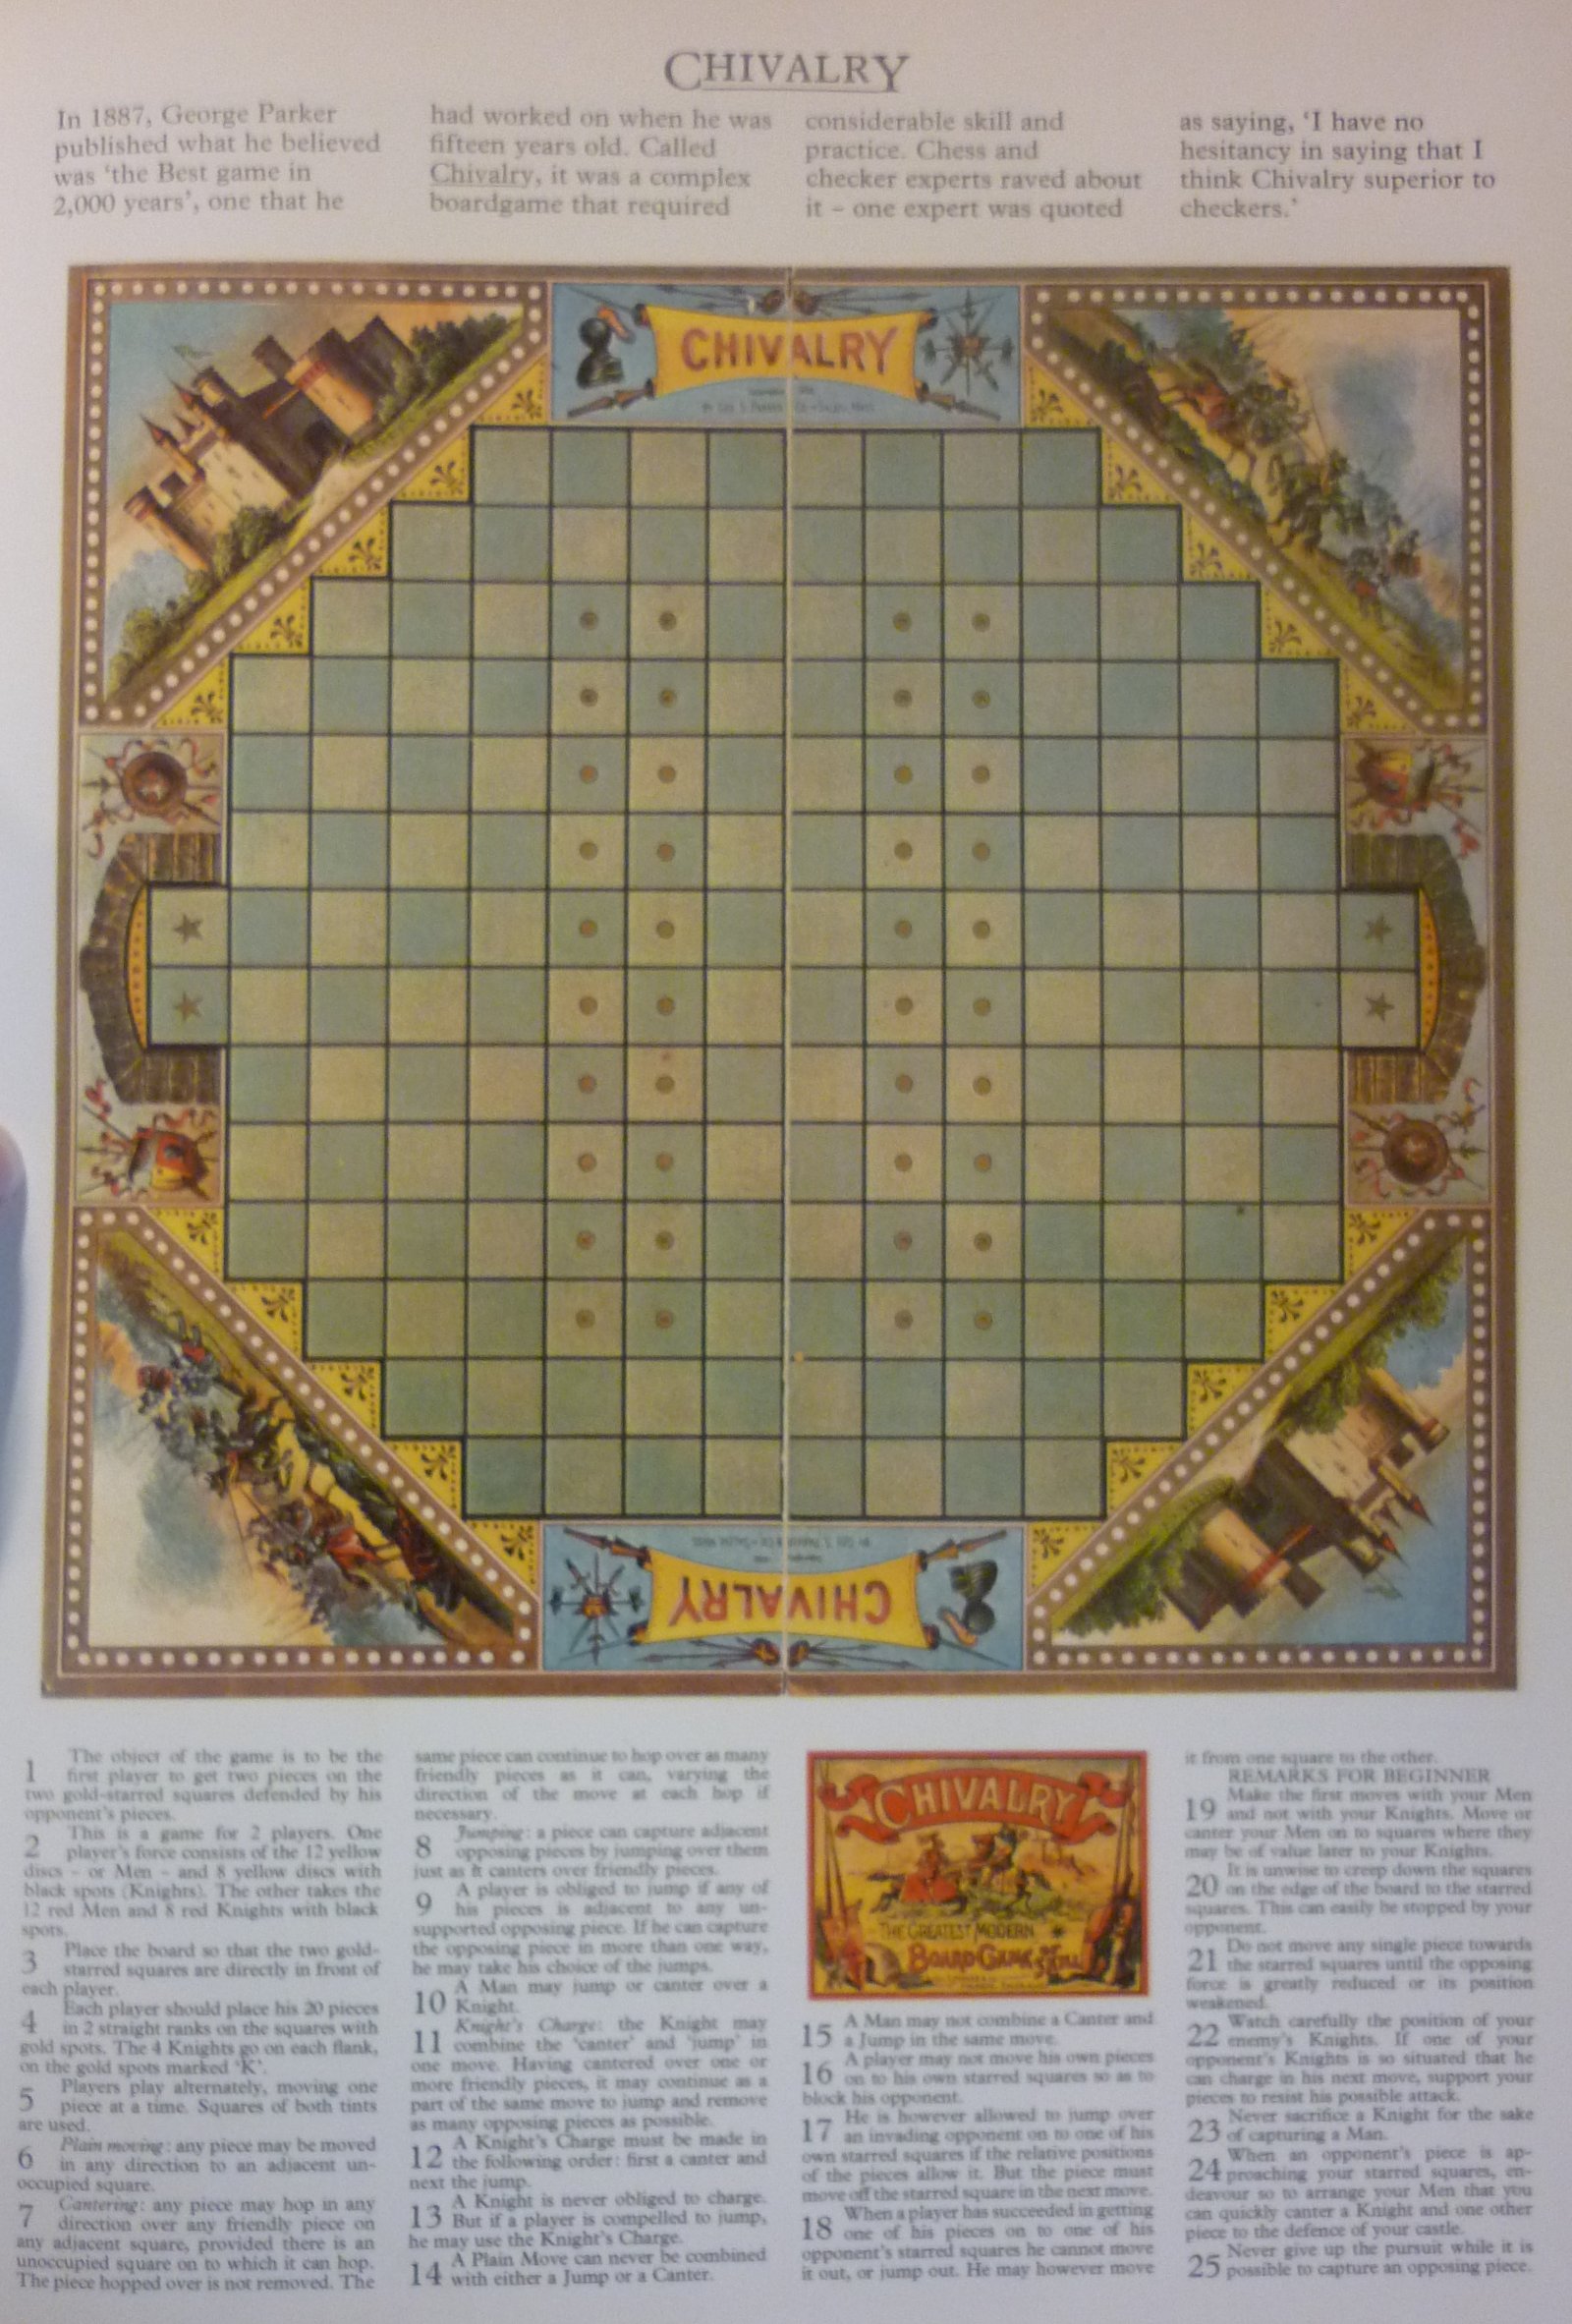 CHIVALRY
In 1887, George Parker
published what he believed
was ‘the Best game in
2,000 years’, one that he
had worked on when he was
fifteen years old. Called
Chivalry, it was a complex
boardgame that required
considerable skill and
practice. Chess and
checker experts raved about
it – one expert was quoted
as saying, ‘I have no
hesitancy in saying that I
think Chivalry superior to
checkers.’
CHIVALRY
CHIVALRY
1 The object of the game is to be the
first player to get two pieces on the
two gold-starred squares defended by his
opponent's pieces.
2 This is a game for 2 players. One
player's force consists of the 12 yellow
discs – or Men – and 8 yellow discs with
black spots (Knights). The other takes the
12 red Men and 8 red Knights with black
spots.
3 Place the board so that the two gold-
starred squares are directly in front of
each player.
4 Each player should place his 20 pieces
in 2 straight ranks on the squares with
gold spots. The 4 Knights go on each flank,
on the gold spots marked ‘K’.
5 Players play alternately, moving one
piece at a time. Squares of both tints
are used.
6 Plain moving: any piece may be moved
in any direction to an adjacent un-
occupied square.
7 Cantering: any piece may hop in any
direction over any friendly piece on
any adjacent square, provided there is an
unoccupied square on to which it can hop.
The piece hopped over is not removed. The
same piece can continue to hop over as many
friendly pieces as it can, varying the
direction of the move at each hop if
necessary.
8 Jumping: a piece can capture adjacent
opposing pieces by jumping over them
just as it canters over friendly pieces.
9 A player is obliged to jump if any of
his pieces is adjacent to any un-
supported opposing piece. If he can capture
the opposing piece in more than one way,
he may take his choice of the jumps.
10 A Man may jump or canter over a
Knight.
11 Knight's Charge: the Knight may
combine the ‘canter’ and ‘jump’ in
one move. Having cantered over one or
more friendly pieces, it may continue as a
part of the same move to jump and remove
as many opposing pieces as possible.
12 A Knight's Charge must be made in
the following order: first a canter and
next the jump.
13 A Knight is never obliged to charge.
But if a player is compelled to jump,
he may use the Knight's Charge.
14 A Plain Move can never be combined
with either a Jump or a Canter.
CHIVALRY
THE GREATEST MODERN
BOARD GAME OF SKILL
15 A Man may not combine a Canter and
a Jump in the same move.
16 A player may not move his own pieces
on to his own starred squares so as to
block his opponent.
17 He is however allowed to jump over
an invading opponent on to one of his
own starred squares if the relative positions
of the pieces allow it. But the piece must
move off the starred square in the next move.
18 When a player has succeeded in getting
one of his pieces on to one of his
opponent's starred squares he cannot move
it out, or jump out. He may however move
it from one square to the other.
REMARKS FOR BEGINNER
19 Make the first moves with your Men
and not with your Knights. Move or
canter your Men on to squares where they
may be of value later to your Knights.
20 It is unwise to creep down the squares
on the edge of the board to the starred
squares. This can easily be stopped by your
opponent.
21 Do not move any single piece towards
the starred squares until the opposing
force is greatly reduced or its position
weakened.
22 Watch carefully the position of your
enemy's Knights. If one of your
opponent's Knights is so situated that he
can charge in his next move, support your
pieces to resist his possible attack.
23 Never sacrifice a Knight for the sake
of capturing a Man.
24 When an opponent's piece is ap-
proaching your starred squares, en-
deavour so to arrange your Men that you
can quickly canter a Knight and one other
piece to the defence of your castle.
25 Never give up the pursuit while it is
possible to capture an opposing piece.